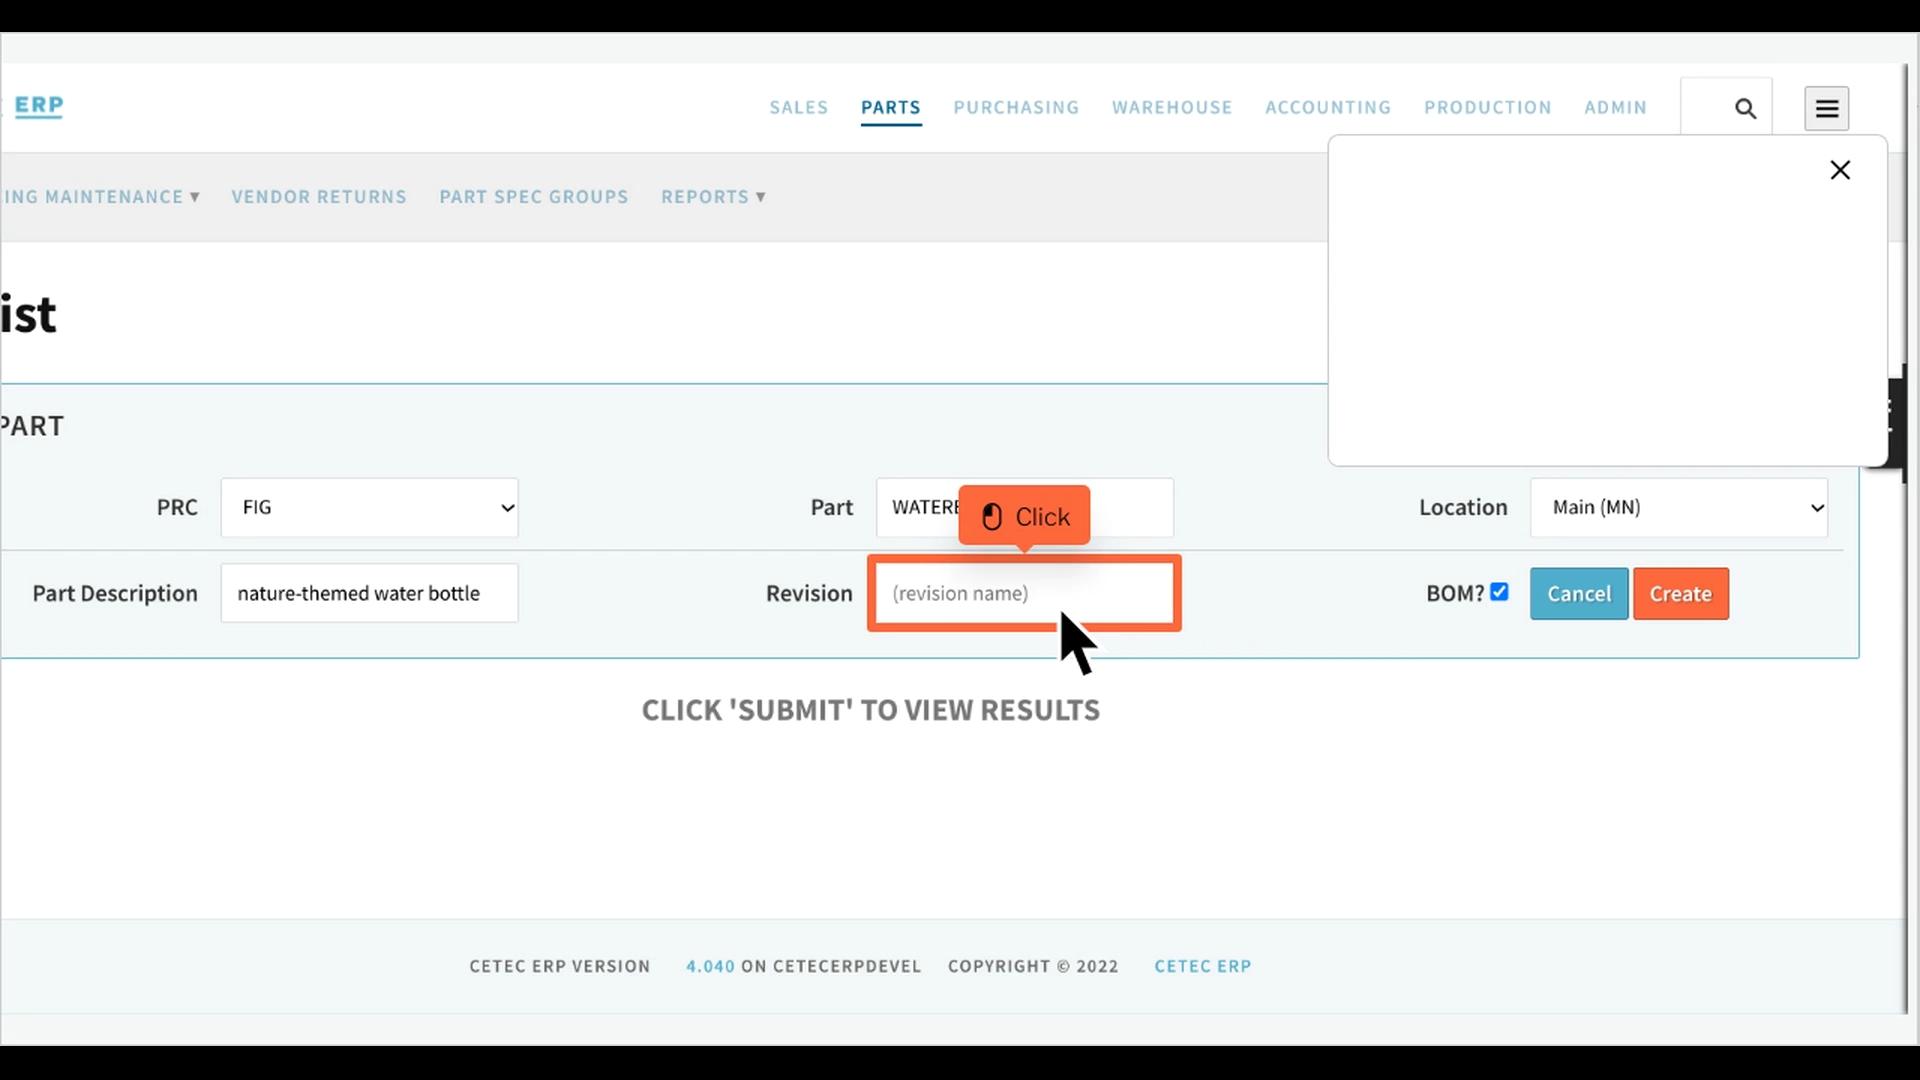 ERP
SALES PARTS PURCHASING WAREHOUSE ACCOUNTING PRODUCTION ADMIN
ING MAINTENANCE ▾ VENDOR RETURNS PART SPEC GROUPS REPORTS ▾
ist
PART
PRC FIG Part WATER Location Main (MN)
Click
Part Description nature-themed water bottle Revision (revision name) BOM? Cancel Create
CLICK 'SUBMIT' TO VIEW RESULTS
CETEC ERP VERSION 4.040 ON CETECERPDEVEL COPYRIGHT © 2022 CETEC ERP